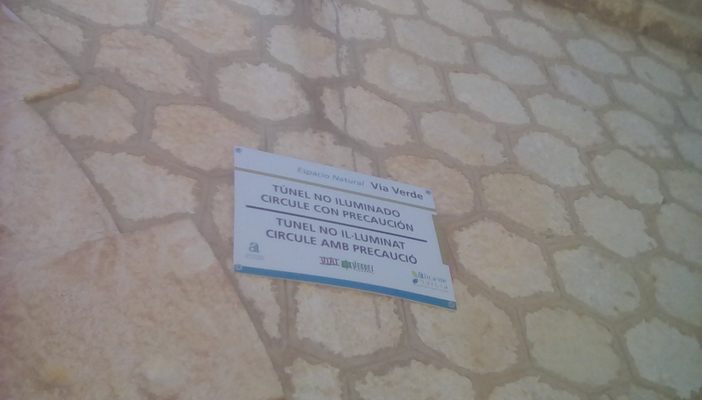 Espacio Natural Vía Verde
TÚNEL NO ILUMINADO
CIRCULE CON PRECAUCIÓN
TUNEL NO IL·LUMINAT
CIRCULE AMB PRECAUCIÓ